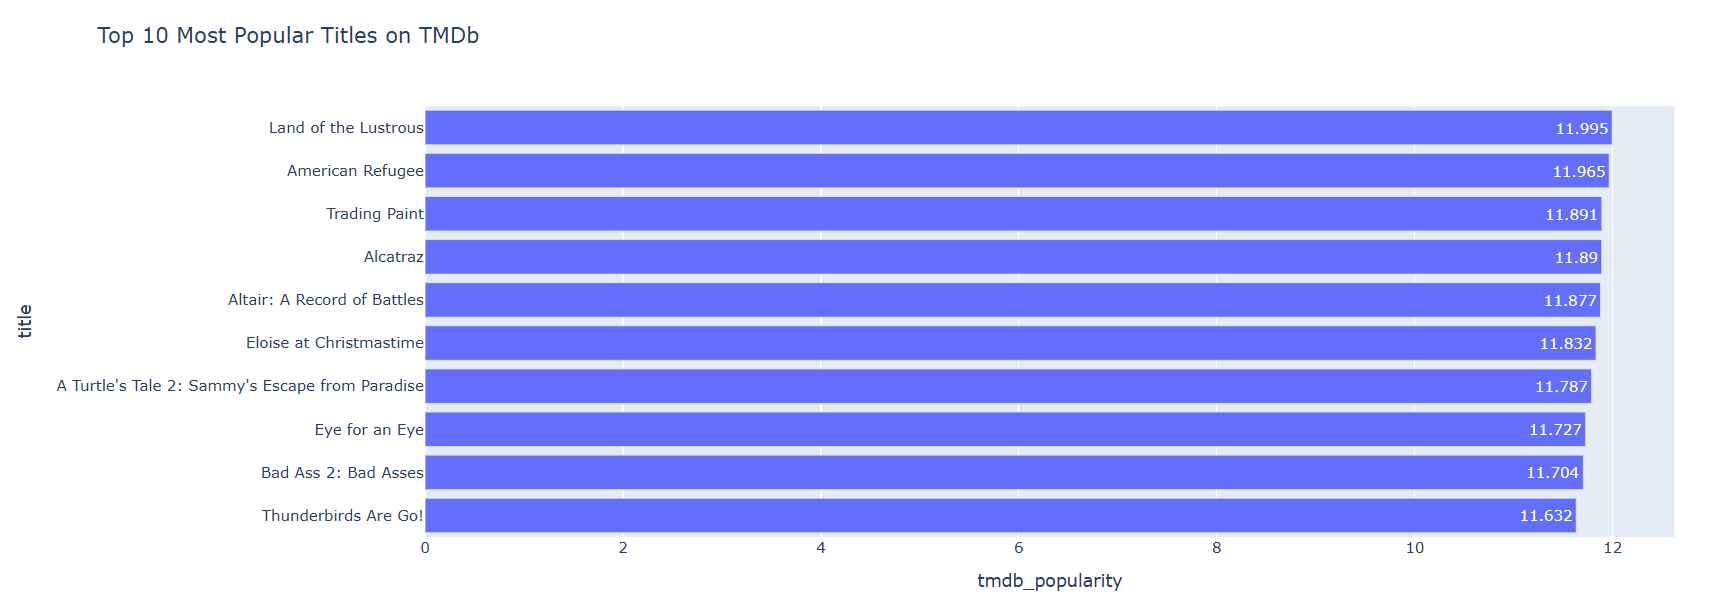 Top 10 Most Popular Titles on TMDb
title
Land of the Lustrous 11.995
American Refugee 11.965
Trading Paint 11.891
Alcatraz 11.89
Altair: A Record of Battles 11.877
Eloise at Christmastime 11.832
A Turtle's Tale 2: Sammy's Escape from Paradise 11.787
Eye for an Eye 11.727
Bad Ass 2: Bad Asses 11.704
Thunderbirds Are Go! 11.632
0 2 4 6 8 10 12
tmdb_popularity